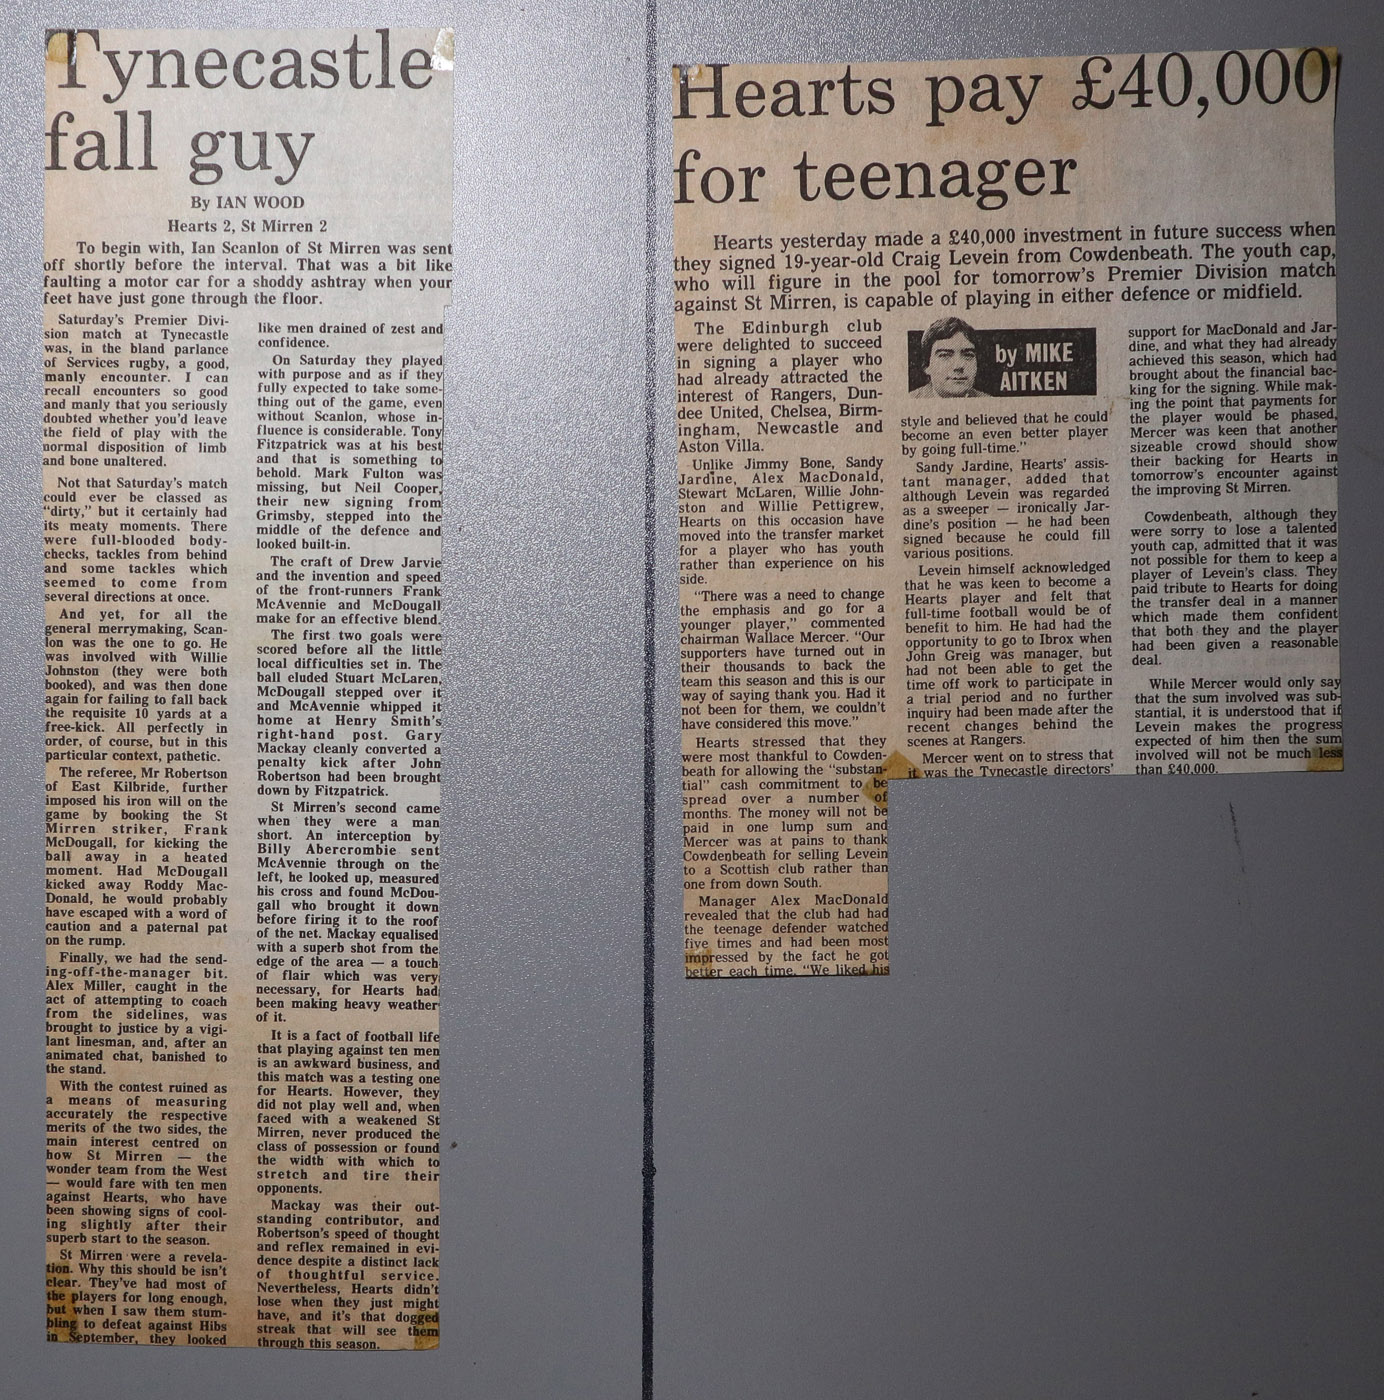 Tynecastle
fall guy
By IAN WOOD
Hearts 2, St Mirren 2
To begin with, Ian Scanlon of St Mirren was sent
off shortly before the interval. That was a bit like
faulting a motor car for a shoddy ashtray when your
feet have just gone through the floor.
Saturday's Premier Divi-
sion match at Tynecastle
was, in the bland parlance
of Services rugby, a good,
manly encounter. I can
recall encounters so good
and manly that you seriously
doubted whether you'd leave
the field of play with the
normal disposition of limb
and bone unaltered.
Not that Saturday's match
could ever be classed as
"dirty," but it certainly had
its meaty moments. There
were full-blooded body-
checks, tackles from behind
and some tackles which
seemed to come from
several directions at once.
And yet, for all the
general merrymaking, Scan-
lon was the one to go. He
was involved with Willie
Johnston (they were both
booked), and was then done
again for failing to fall back
the requisite 10 yards at a
free-kick. All perfectly in
order, of course, but in this
particular context, pathetic.
The referee, Mr Robertson
of East Kilbride, further
imposed his iron will on the
game by booking the St
Mirren striker, Frank
McDougall, for kicking the
ball away in a heated
moment. Had McDougall
kicked away Roddy Mac-
Donald, he would probably
have escaped with a word of
caution and a paternal pat
on the rump.
Finally, we had the send-
ing-off-the-manager bit.
Alex Miller, caught in the
act of attempting to coach
from the sidelines, was
brought to justice by a vigi-
lant linesman, and, after an
animated chat, banished to
the stand.
With the contest ruined as
a means of measuring
accurately the respective
merits of the two sides, the
main interest centred on
how St Mirren — the
wonder team from the West
— would fare with ten men
against Hearts, who have
been showing signs of cool-
ing slightly after their
superb start to the season.
St Mirren were a revela-
tion. Why this should be isn't
clear. They've had most of
the players for long enough,
but when I saw them stum-
bling to defeat against Hibs
in September, they looked
like men drained of zest and
confidence.
On Saturday they played
with purpose and as if they
fully expected to take some-
thing out of the game, even
without Scanlon, whose in-
fluence is considerable. Tony
Fitzpatrick was at his best
and that is something to
behold. Mark Fulton was
missing, but Neil Cooper,
their new signing from
Grimsby, stepped into the
middle of the defence and
looked built-in.
The craft of Drew Jarvie
and the invention and speed
of the front-runners Frank
McAvennie and McDougall
make for an effective blend.
The first two goals were
scored before all the little
local difficulties set in. The
ball eluded Stuart McLaren,
McDougall stepped over it
and McAvennie whipped it
home at Henry Smith's
right-hand post. Gary
Mackay cleanly converted a
penalty kick after John
Robertson had been brought
down by Fitzpatrick.
St Mirren's second came
when they were a man
short. An interception by
Billy Abercrombie sent
McAvennie through on the
left, he looked up, measured
his cross and found McDou-
gall who brought it down
before firing it to the roof
of the net. Mackay equalised
with a superb shot from the
edge of the area — a touch
of flair which was very
necessary, for Hearts had
been making heavy weather
of it.
It is a fact of football life
that playing against ten men
is an awkward business, and
this match was a testing one
for Hearts. However, they
did not play well and, when
faced with a weakened St
Mirren, never produced the
class of possession or found
the width with which to
stretch and tire their
opponents.
Mackay was their out-
standing contributor, and
Robertson's speed of thought
and reflex remained in evi-
dence despite a distinct lack
of thoughtful service.
Nevertheless, Hearts didn't
lose when they just might
have, and it's that dogged
streak that will see them
through this season.
Hearts pay £40,000
for teenager
Hearts yesterday made a £40,000 investment in future success when
they signed 19-year-old Craig Levein from Cowdenbeath. The youth cap,
who will figure in the pool for tomorrow's Premier Division match
against St Mirren, is capable of playing in either defence or midfield.
The Edinburgh club
were delighted to succeed
in signing a player who
had already attracted the
interest of Rangers, Dun-
dee United, Chelsea, Birm-
ingham, Newcastle and
Aston Villa.
Unlike Jimmy Bone, Sandy
Jardine, Alex MacDonald,
Stewart McLaren, Willie John-
ston and Willie Pettigrew,
Hearts on this occasion have
moved into the transfer market
for a player who has youth
rather than experience on his
side.
"There was a need to change
the emphasis and go for a
younger player," commented
chairman Wallace Mercer. "Our
supporters have turned out in
their thousands to back the
team this season and this is our
way of saying thank you. Had it
not been for them, we couldn't
have considered this move."
Hearts stressed that they
were most thankful to Cowden-
beath for allowing the "substan-
tial" cash commitment to be
spread over a number of
months. The money will not be
paid in one lump sum and
Mercer was at pains to thank
Cowdenbeath for selling Levein
to a Scottish club rather than
one from down South.
Manager Alex MacDonald
revealed that the club had had
the teenage defender watched
five times and had been most
impressed by the fact he got
better each time. "We liked his
by MIKE
AITKEN
style and believed that he could
become an even better player
by going full-time."
Sandy Jardine, Hearts' assis-
tant manager, added that
although Levein was regarded
as a sweeper — ironically Jar-
dine's position — he had been
signed because he could fill
various positions.
Levein himself acknowledged
that he was keen to become a
Hearts player and felt that
full-time football would be of
benefit to him. He had had the
opportunity to go to Ibrox when
John Greig was manager, but
had not been able to get the
time off work to participate in
a trial period and no further
inquiry had been made after the
recent changes behind the
scenes at Rangers.
Mercer went on to stress that
it was the Tynecastle directors'
support for MacDonald and Jar-
dine, and what they had already
achieved this season, which had
brought about the financial bac-
king for the signing. While mak-
ing the point that payments for
the player would be phased,
Mercer was keen that another
sizeable crowd should show
their backing for Hearts in
tomorrow's encounter against
the improving St Mirren.
Cowdenbeath, although they
were sorry to lose a talented
youth cap, admitted that it was
not possible for them to keep a
player of Levein's class. They
paid tribute to Hearts for doing
the transfer deal in a manner
which made them confident
that both they and the player
had been given a reasonable
deal.
While Mercer would only say
that the sum involved was sub-
stantial, it is understood that if
Levein makes the progress
expected of him then the sum
involved will not be much less
than £40,000.